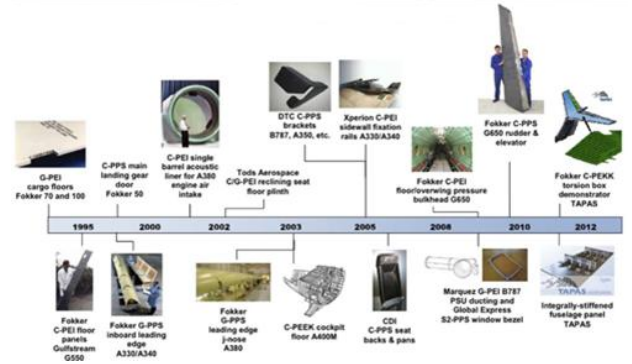 DTC C-PPS
brackets
B787, A350, etc.
Xperion C-PEI
sidewall fixation
rails A330/A340
Fokker C-PPS
G650 rudder &
elevator
G-PEI
cargo floors
Fokker 70 and 100
C-PPS main
landing gear
door
Fokker 50
C-PEI single
barrel acoustic
liner for A380
engine air
intake
Tods Aerospace
C/G-PEI reclining seat
floor plinth
Fokker C-PEI
floor/overwing pressure
bulkhead G650
Fokker C-PEKK
torsion box
demonstrator
TAPAS
1995
2000
2002
2003
2005
2008
2010
2012
Fokker
C-PEI floor
panels
Gulfstream
G550
Fokker G-PPS
inboard leading
edge
A330/A340
Fokker
G-PPS
leading edge
j-nose
A380
C-PEEK cockpit
floor A400M
CDI
C-PPS seat
backs & pans
Marquez G-PEI B787
PSU ducting and
Global Express
S2-PPS window bezel
TAPAS
Integrally-stiffened
fuselage panel
TAPAS